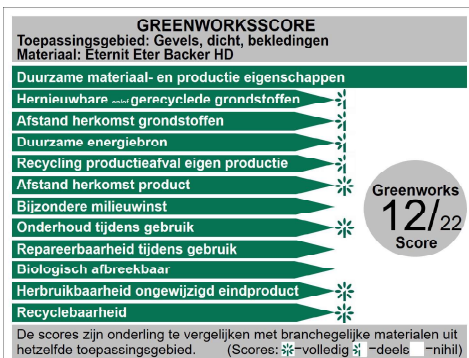 GREENWORKSSCORE
Toepassingsgebied: Gevels, dicht, bekledingen
Materiaal: Eternit Eter Backer HD
Duurzame materiaal- en productie eigenschappen
Hernieuwbare en/of gerecyclede grondstoffen
Afstand herkomst grondstoffen
Duurzame energiebron
Recycling productieafval eigen productie
Afstand herkomst product
Bijzondere milieuwinst
Onderhoud tijdens gebruik
Repareerbaarheid tijdens gebruik
Biologisch afbreekbaar
Herbruikbaarheid ongewijzigd eindproduct
Recyclebaarheid
Greenworks
12/22
Score
De scores zijn onderling te vergelijken met branchegelijke materialen uit
hetzelfde toepassingsgebied. (Scores: =volledig =deels =nihil)